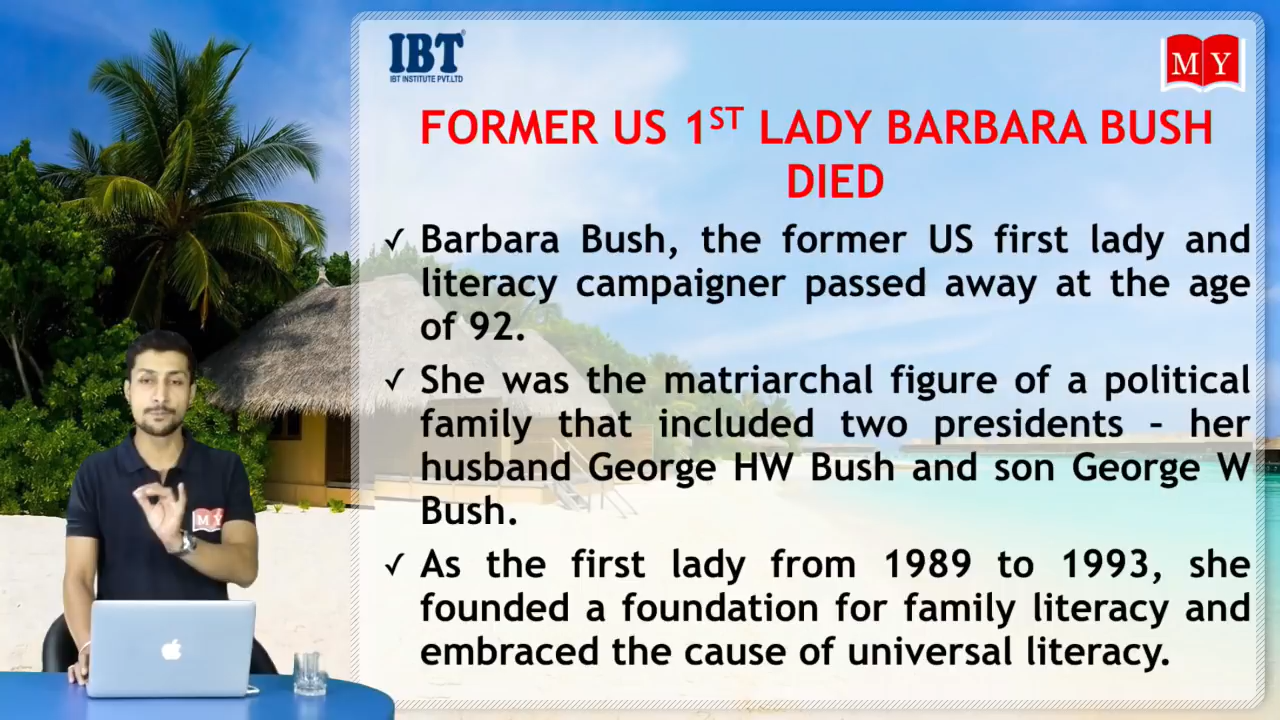 IBT
IBT INSTITUTE PVT.LTD
M Y
FORMER US 1ST LADY BARBARA BUSH
DIED
✓ Barbara Bush, the former US first lady and
literacy campaigner passed away at the age
of 92.
✓ She was the matriarchal figure of a political
family that included two presidents – her
husband George HW Bush and son George W
Bush.
✓ As the first lady from 1989 to 1993, she
founded a foundation for family literacy and
embraced the cause of universal literacy.
M Y